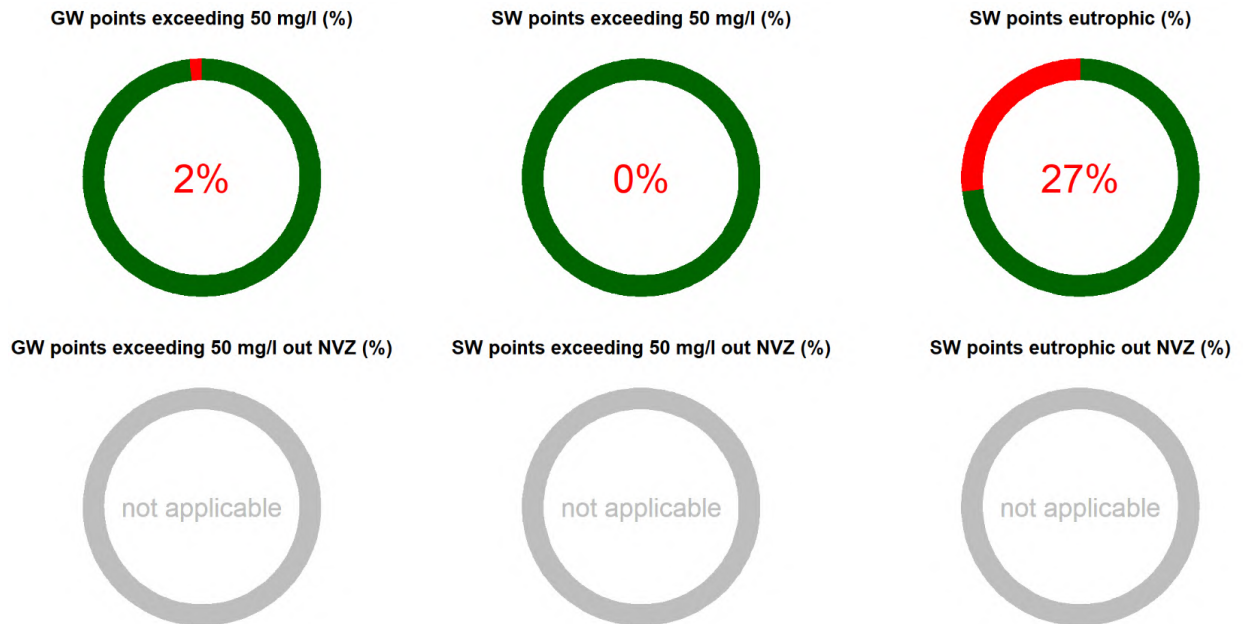 GW points exceeding 50 mg/l (%)
SW points exceeding 50 mg/l (%)
SW points eutrophic (%)
2%
0%
27%
GW points exceeding 50 mg/l out NVZ (%)
SW points exceeding 50 mg/l out NVZ (%)
SW points eutrophic out NVZ (%)
not applicable
not applicable
not applicable